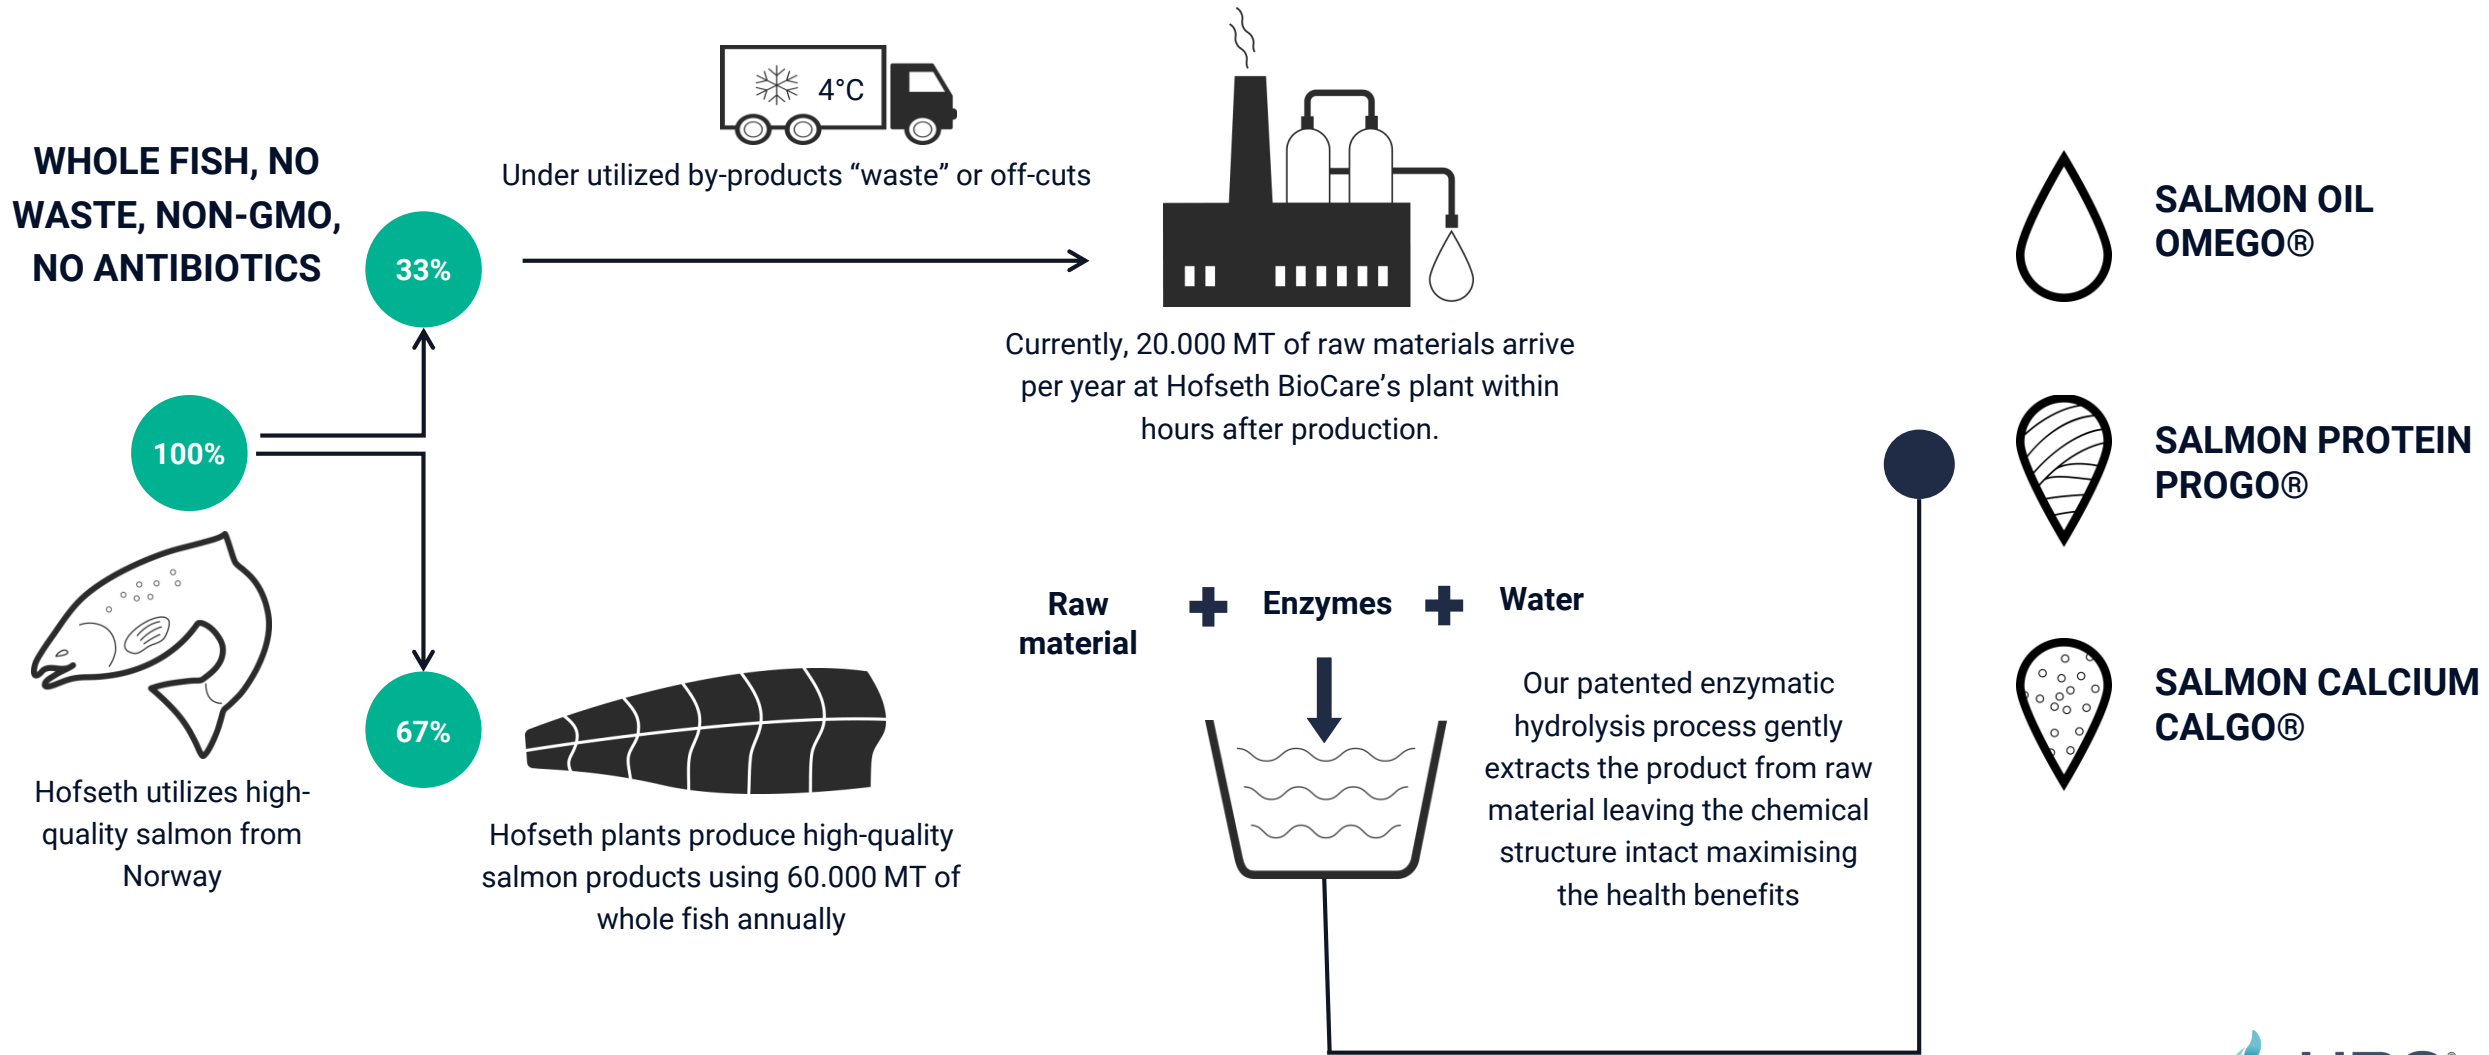 WHOLE FISH, NO
WASTE, NON-GMO,
NO ANTIBIOTICS
33%
100%
67%
Hofseth utilizes high-
quality salmon from
Norway
4°C
Under utilized by-products “waste” or off-cuts
Currently, 20.000 MT of raw materials arrive
per year at Hofseth BioCare’s plant within
hours after production.
Hofseth plants produce high-quality
salmon products using 60.000 MT of
whole fish annually
Raw
material
Enzymes
Water
Our patented enzymatic
hydrolysis process gently
extracts the product from raw
material leaving the chemical
structure intact maximising
the health benefits
SALMON OIL
OMEGO®
SALMON PROTEIN
PROGO®
SALMON CALCIUM
CALGO®